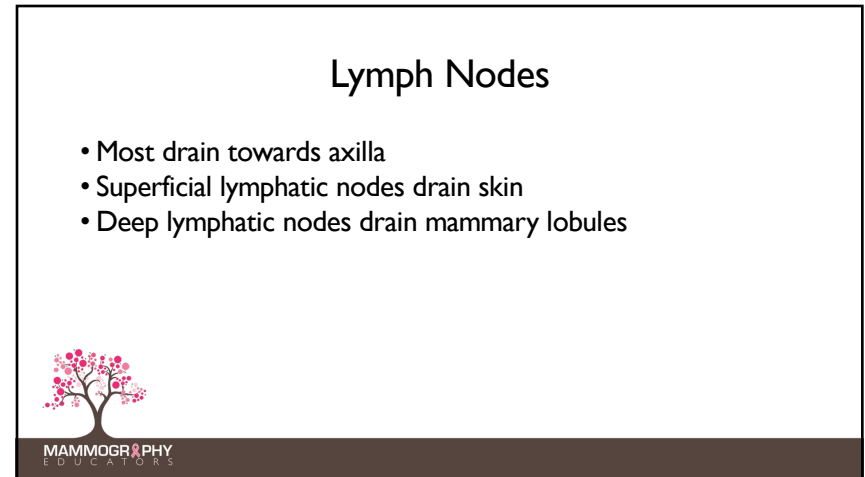 Lymph Nodes
• Most drain towards axilla
• Superficial lymphatic nodes drain skin
• Deep lymphatic nodes drain mammary lobules
MAMMOGRAPHY
EDUCATORS